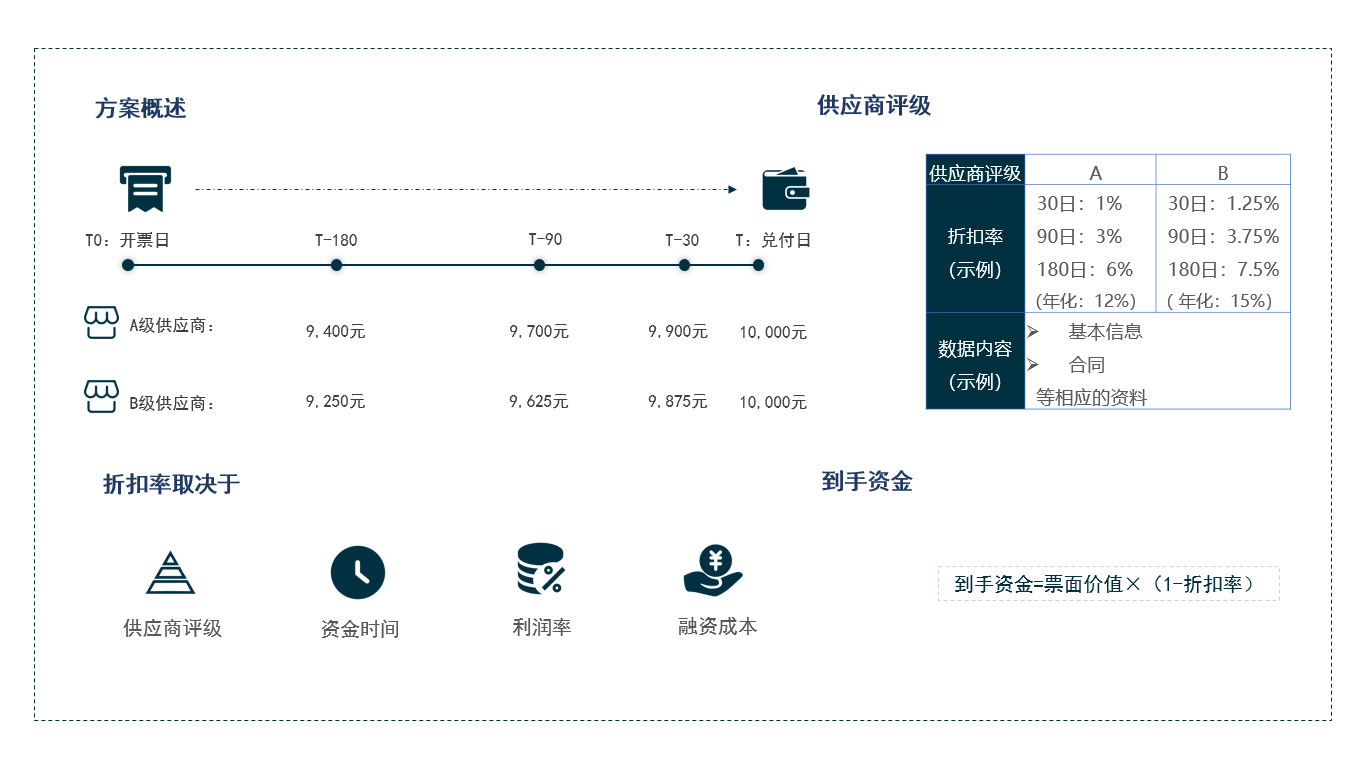 方案概述
T0：开票日
T-180
T-90
T-30
T：兑付日
A级供应商：
9,400元
9,700元
9,900元
10,000元
B级供应商：
9,250元
9,625元
9,875元
10,000元
供应商评级
供应商评级 A B
折扣率
(示例)
30日：1%
90日：3%
180日：6%
(年化：12%)
30日：1.25%
90日：3.75%
180日：7.5%
( 年化：15%)
数据内容
(示例)
➢ 基本信息
➢ 合同
等相应的资料
折扣率取决于
供应商评级
资金时间
利润率
融资成本
到手资金
到手资金=票面价值×（1-折扣率）